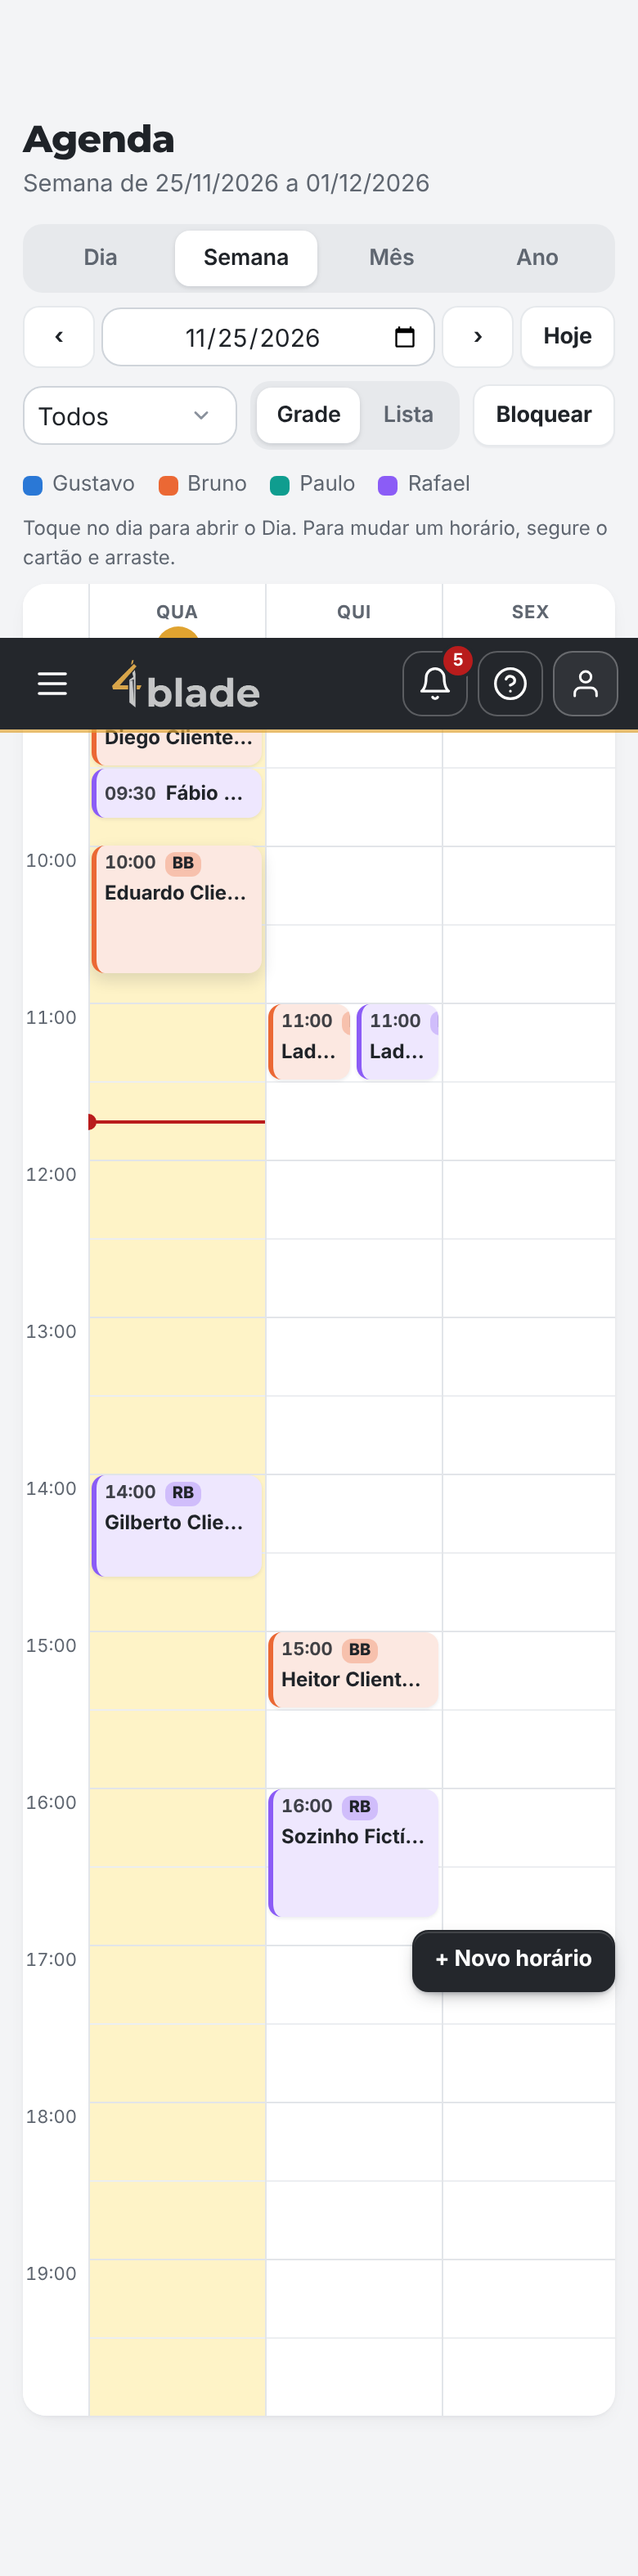 Agenda
Semana de 25/11/2026 a 01/12/2026
Dia Semana Mês Ano
‹ 11/25/2026 › Hoje
Todos Grade Lista Bloquear
Gustavo Bruno Paulo Rafael
Toque no dia para abrir o Dia. Para mudar um horário, segure o
cartão e arraste.
QUA QUI SEX
4blade 5
Diego Cliente...
09:30 Fábio ...
10:00 10:00 BB
Eduardo Clie...
11:00 11:00 11:00
Lad... Lad...
12:00
13:00
14:00 14:00 RB
Gilberto Clie...
15:00 15:00 BB
Heitor Client...
16:00 16:00 RB
Sozinho Fictí...
17:00 + Novo horário
18:00
19:00